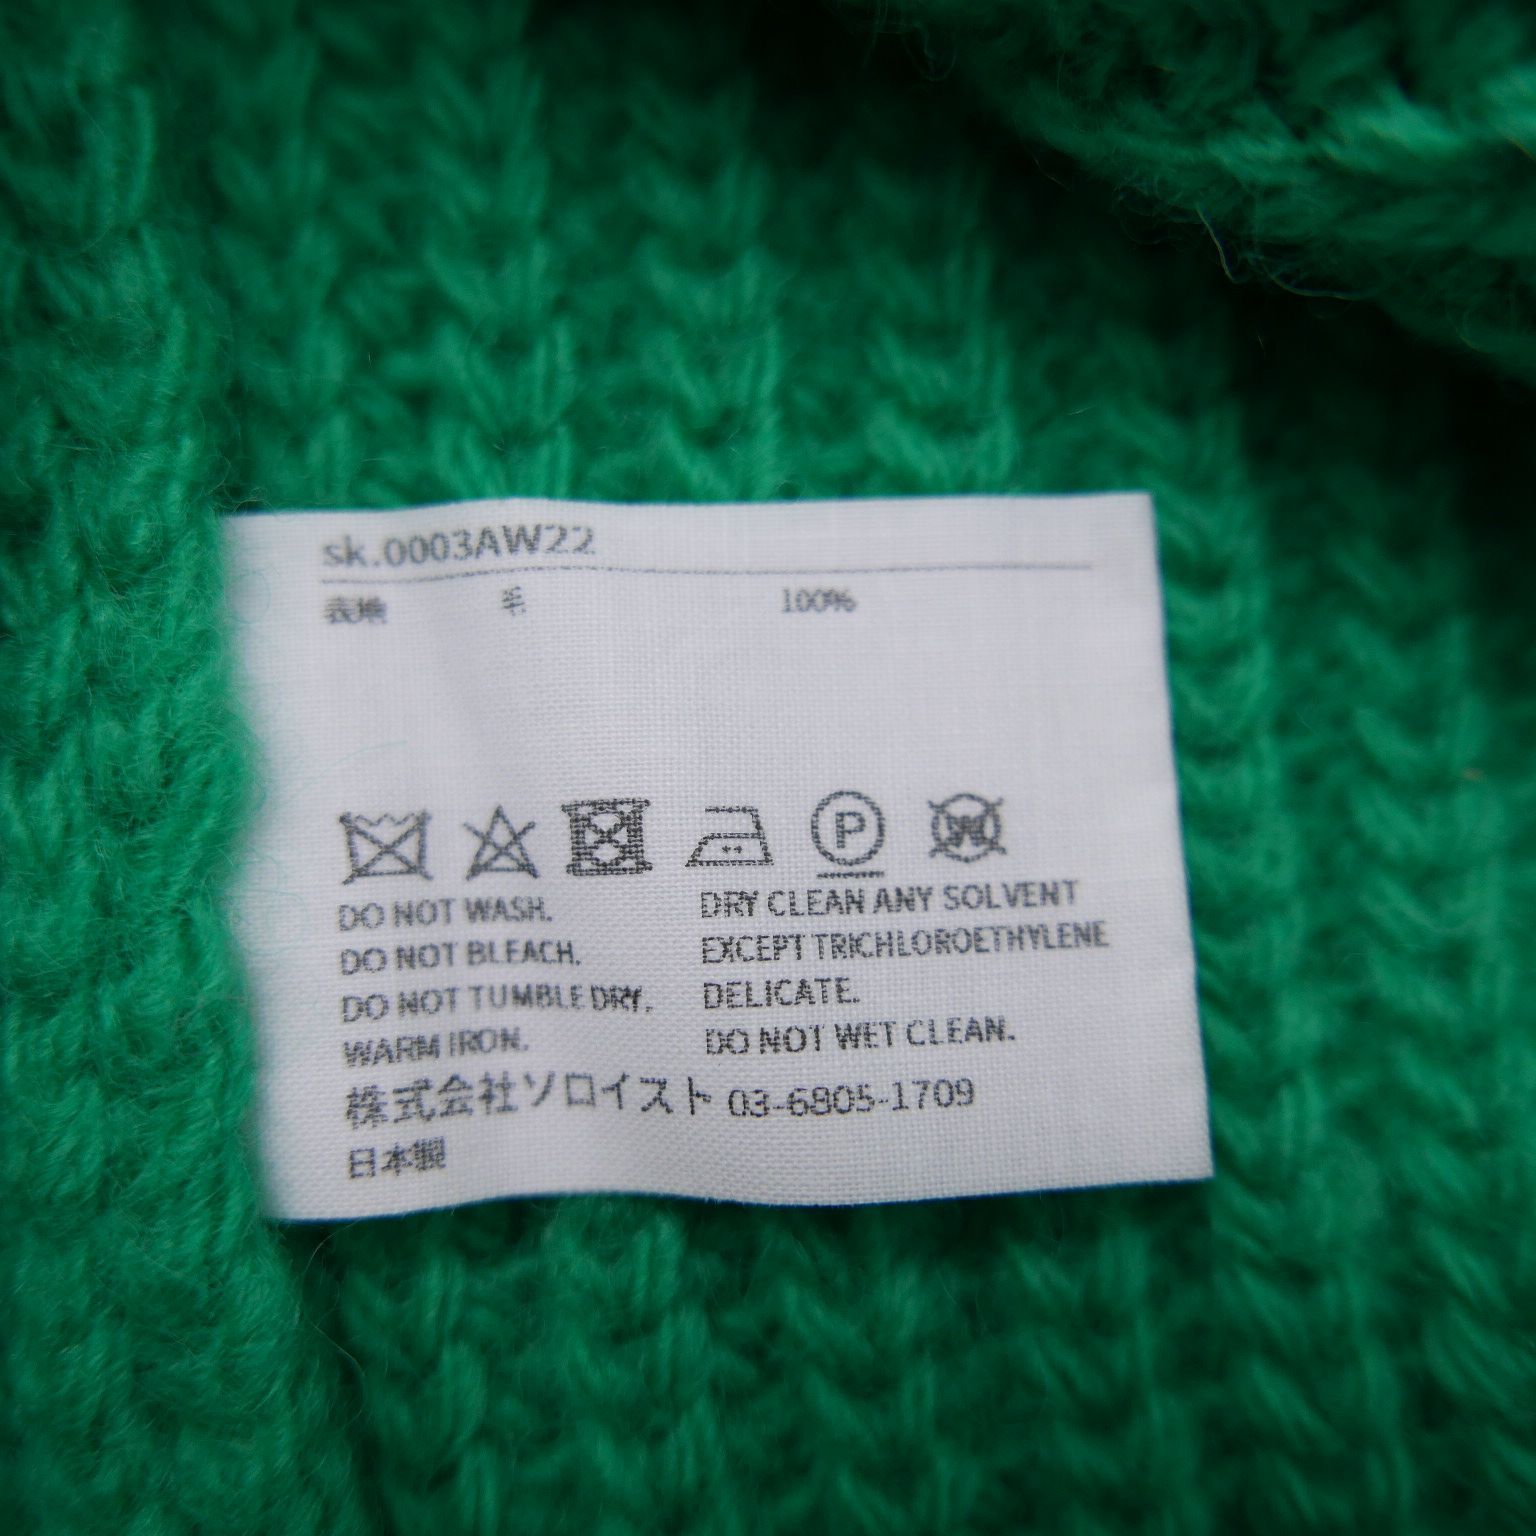 sk.0003AW22
毛 100%
P
W
DO NOT WASH.
DO NOT BLEACH.
DO NOT TUMBLE DRY.
WARM IRON.
DRY CLEAN ANY SOLVENT
EXCEPT TRICHLOROETHYLENE
DELICATE.
DO NOT WET CLEAN.
株式会社ソロイスト 03-6805-1709
日本製